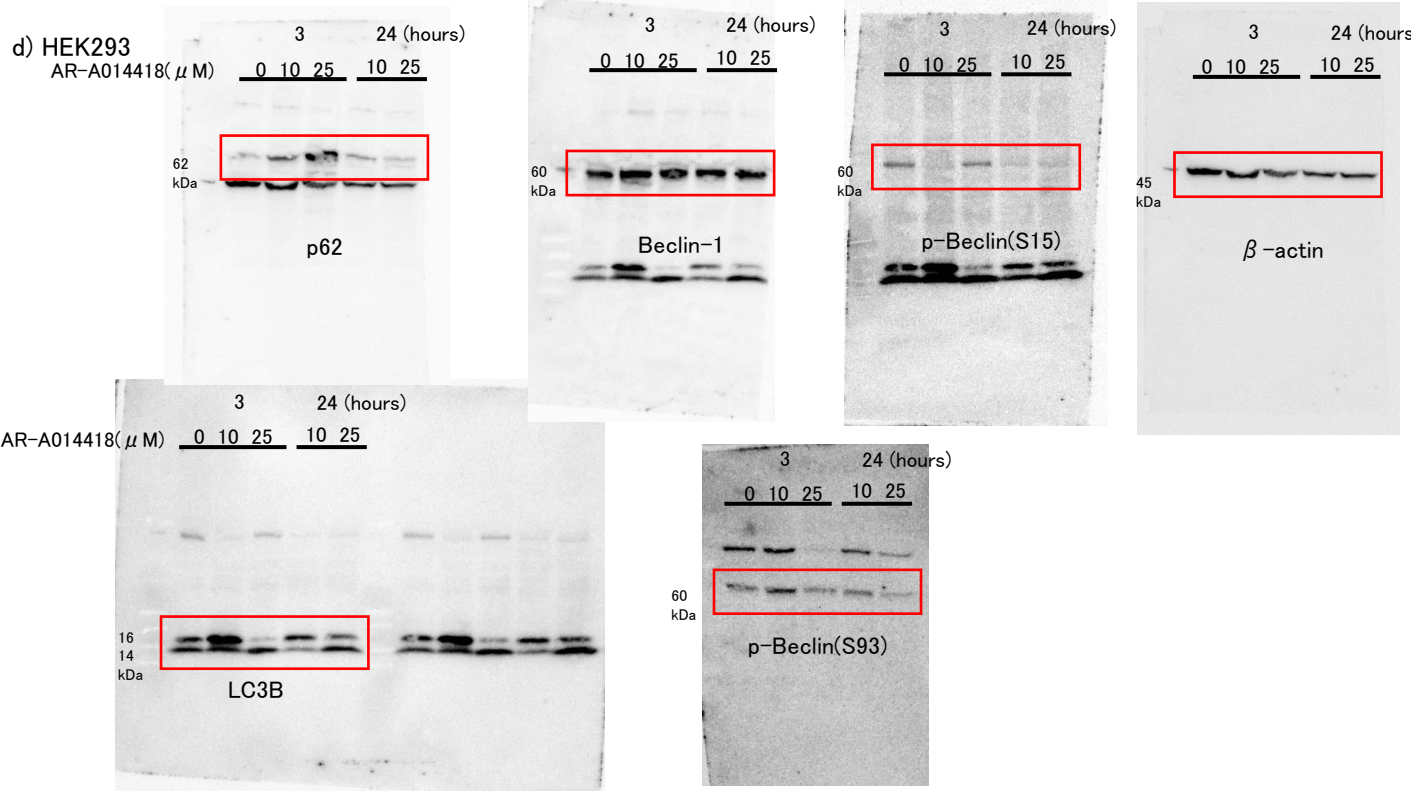 d) HEK293
AR-A014418(μM)
3 24 (hours)
0 10 25 10 25
62
kDa
p62
3 24 (hours)
0 10 25 10 25
60
kDa
Beclin-1
3 24 (hours)
0 10 25 10 25
60
kDa
p-Beclin(S15)
3 24 (hours
0 10 25 10 25
45
kDa
β-actin
3 24 (hours)
AR-A014418(μM)
0 10 25 10 25
16
14
kDa
LC3B
3 24 (hours)
0 10 25 10 25
60
kDa
p-Beclin(S93)